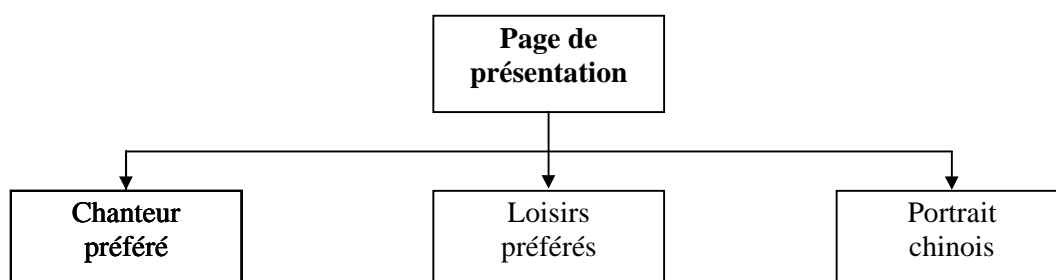 Page de
présentation
Chanteur
préféré
Loisirs
préférés
Portrait
chinois